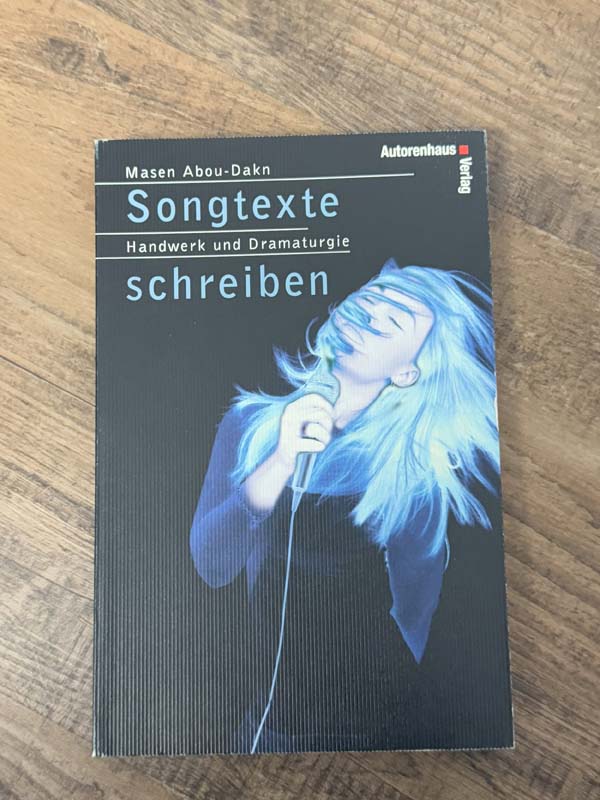 Autorenhaus
Verlag
Masen Abou-Dakn
Songtexte
Handwerk und Dramaturgie
schreiben